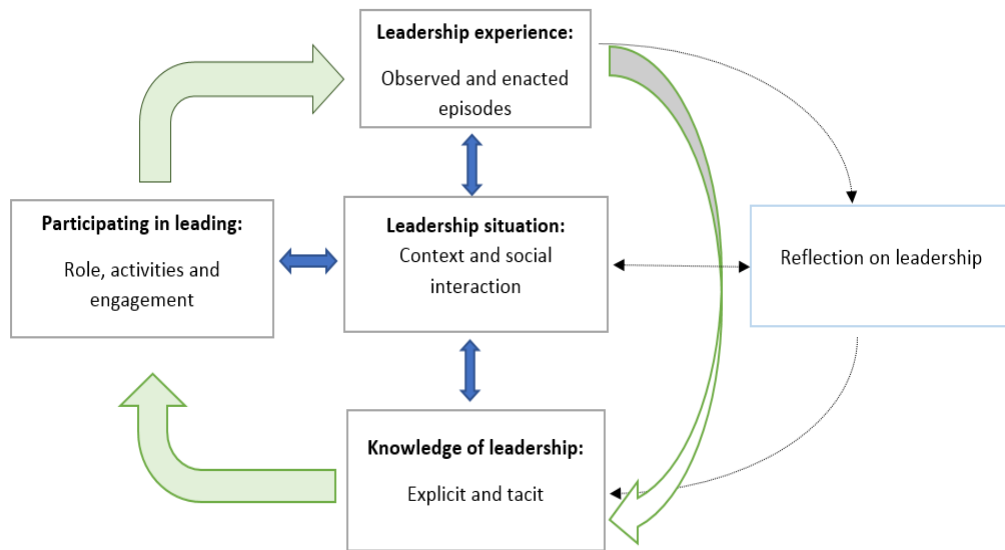 Leadership experience:
Observed and enacted
episodes
Participating in leading:
Role, activities and
engagement
Leadership situation:
Context and social
interaction
Reflection on leadership
Knowledge of leadership:
Explicit and tacit